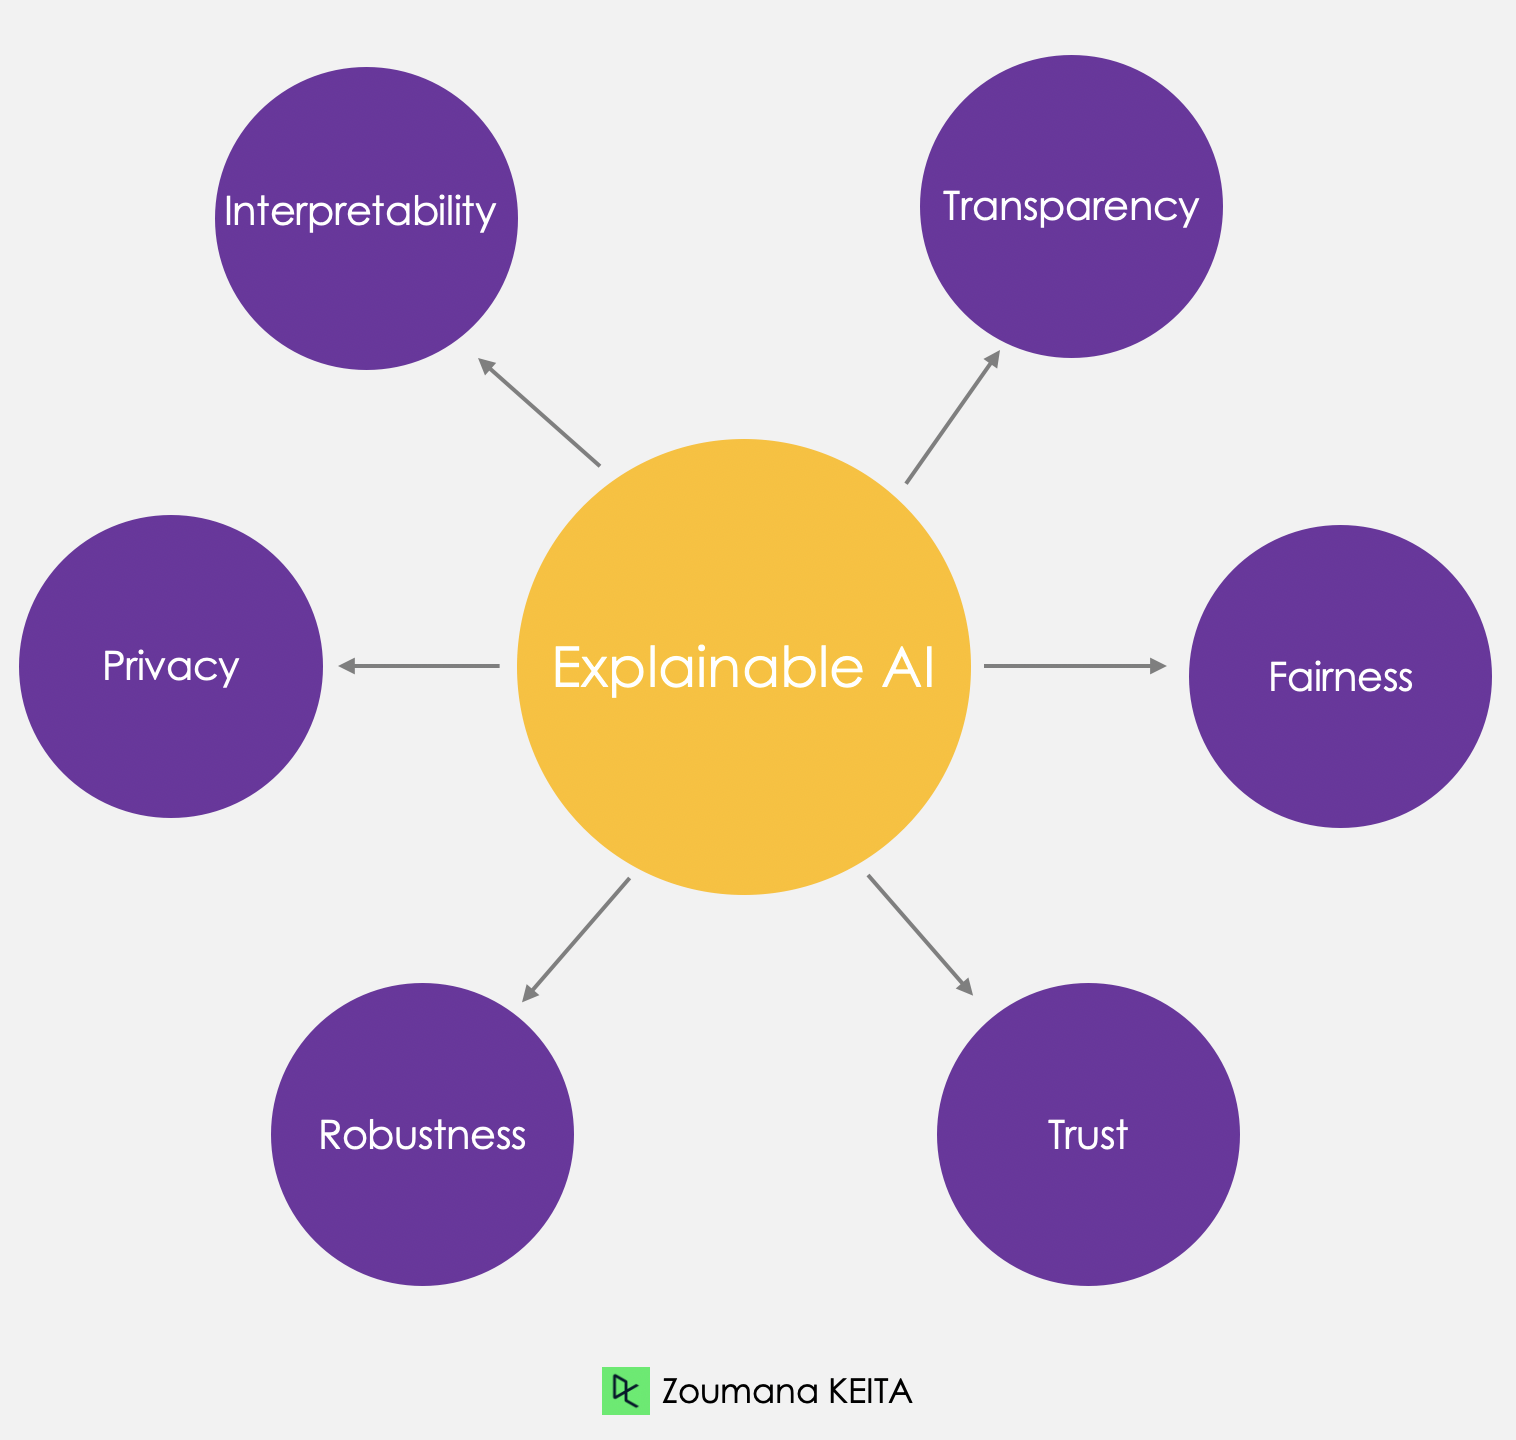 Interpretability
Transparency
Privacy
Explainable AI
Fairness
Robustness
Trust
Zoumana KEITA